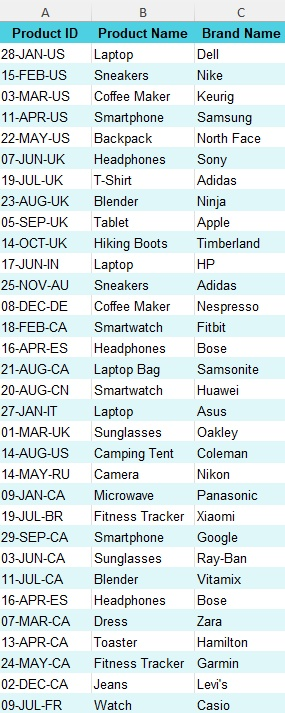 A B C
Product ID Product Name Brand Name
28-JAN-US Laptop Dell
15-FEB-US Sneakers Nike
03-MAR-US Coffee Maker Keurig
11-APR-US Smartphone Samsung
22-MAY-US Backpack North Face
07-JUN-UK Headphones Sony
19-JUL-UK T-Shirt Adidas
23-AUG-UK Blender Ninja
05-SEP-UK Tablet Apple
14-OCT-UK Hiking Boots Timberland
17-JUN-IN Laptop HP
25-NOV-AU Sneakers Adidas
08-DEC-DE Coffee Maker Nespresso
18-FEB-CA Smartwatch Fitbit
16-APR-ES Headphones Bose
21-AUG-CA Laptop Bag Samsonite
20-AUG-CN Smartwatch Huawei
27-JAN-IT Laptop Asus
01-MAR-UK Sunglasses Oakley
14-AUG-US Camping Tent Coleman
14-MAY-RU Camera Nikon
09-JAN-CA Microwave Panasonic
19-JUL-BR Fitness Tracker Xiaomi
29-SEP-CA Smartphone Google
03-JUN-CA Sunglasses Ray-Ban
11-JUL-CA Blender Vitamix
16-APR-ES Headphones Bose
07-MAR-CA Dress Zara
13-APR-CA Toaster Hamilton
24-MAY-CA Fitness Tracker Garmin
02-DEC-CA Jeans Levi's
09-JUL-FR Watch Casio